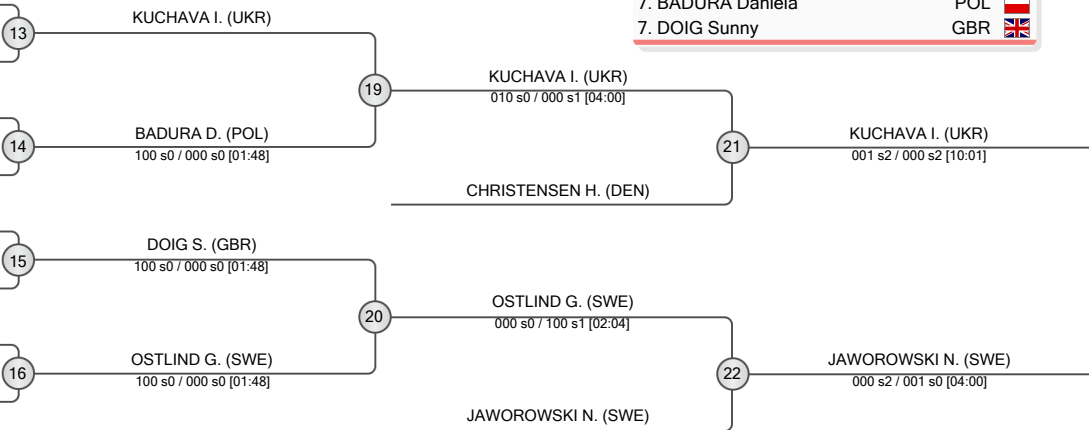 7. BADURA Daniela POL
7. DOIG Sunny GBR
KUCHAVA I. (UKR)
13
19
KUCHAVA I. (UKR)
010 s0 / 000 s1 [04:00]
14
BADURA D. (POL)
100 s0 / 000 s0 [01:48]
21
KUCHAVA I. (UKR)
001 s2 / 000 s2 [10:01]
CHRISTENSEN H. (DEN)
15
DOIG S. (GBR)
100 s0 / 000 s0 [01:48]
20
OSTLIND G. (SWE)
000 s0 / 100 s1 [02:04]
16
OSTLIND G. (SWE)
100 s0 / 000 s0 [01:48]
22
JAWOROWSKI N. (SWE)
000 s2 / 001 s0 [04:00]
JAWOROWSKI N. (SWE)